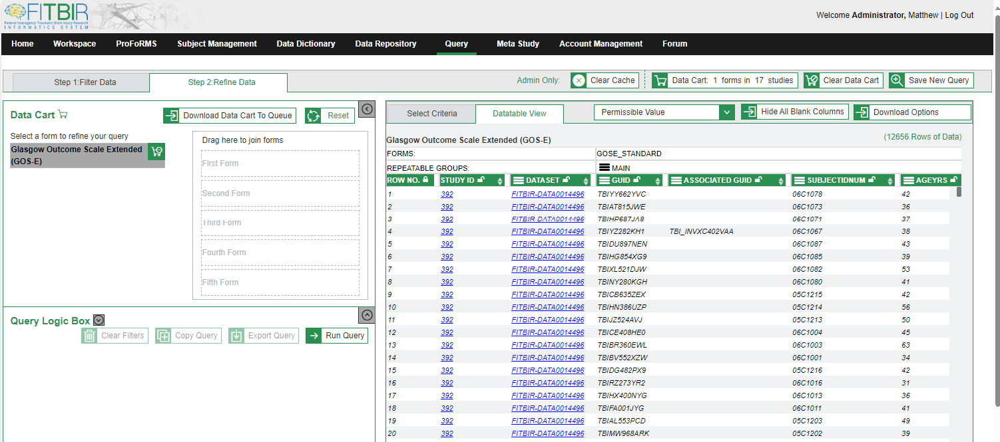 FITBIR
Federal Interagency Traumatic Brain Injury Research
INFORMATICS SYSTEM
Welcome Administrator, Matthew | Log Out
Home Workspace ProFoRMS Subject Management Data Dictionary Data Repository Query Meta Study Account Management Forum
Step 1:Filter Data Step 2:Refine Data Admin Only: Clear Cache Data Cart: 1 forms in 17 studies Clear Data Cart Save New Query
Data Cart Download Data Cart To Queue Reset
Select a form to refine your query
Glasgow Outcome Scale Extended
(GOS-E)
Drag here to join forms
First Form
Second Form
Third Form
Fourth Form
Fifth Form
Query Logic Box
Clear Filters Copy Query Export Query Run Query
Select Criteria Datatable View Permissible Value Hide All Blank Columns Download Options
Glasgow Outcome Scale Extended (GOS-E) (12656 Rows of Data)
FORMS: GOSE_STANDARD
REPEATABLE GROUPS: MAIN
ROW NO. STUDY ID DATASET GUID ASSOCIATED GUID SUBJECTIDNUM AGEYRS
1 392 FITBIR-DATA0014496 TBIYY662YVC 06C1078 42
2 392 FITBIR-DATA0014496 TBIAT815JWE 06C1073 36
3 392 FITBIR-DATA0014496 TBIHP687JA8 06C1071 37
4 392 FITBIR-DATA0014496 TBIYZ282KH1 TBI_INVXC402VAA 06C1067 38
5 392 FITBIR-DATA0014496 TBIDU897NEN 06C1087 43
6 392 FITBIR-DATA0014496 TBIHG854XG9 06C1085 39
7 392 FITBIR-DATA0014496 TBIXL521DJW 06C1082 53
8 392 FITBIR-DATA0014496 TBINY280KGH 06C1080 41
9 392 FITBIR-DATA0014496 TBICB635ZEX 05C1215 42
10 392 FITBIR-DATA0014496 TBIHN386UZP 05C1214 56
11 392 FITBIR-DATA0014496 TBIJZ524AVJ 05C1213 50
12 392 FITBIR-DATA0014496 TBICE408HE0 06C1004 45
13 392 FITBIR-DATA0014496 TBIBR360EWL 06C1003 63
14 392 FITBIR-DATA0014496 TBIBV552XZW 06C1001 34
15 392 FITBIR-DATA0014496 TBIDG482PX9 05C1216 42
16 392 FITBIR-DATA0014496 TBIRZ273YR2 06C1016 31
17 392 FITBIR-DATA0014496 TBIHX400NYG 06C1013 36
18 392 FITBIR-DATA0014496 TBIFA001JYG 06C1011 41
19 392 FITBIR-DATA0014496 TBIAL553PCD 05C1203 49
20 392 FITBIR-DATA0014496 TBIMW968ARK 05C1202 39